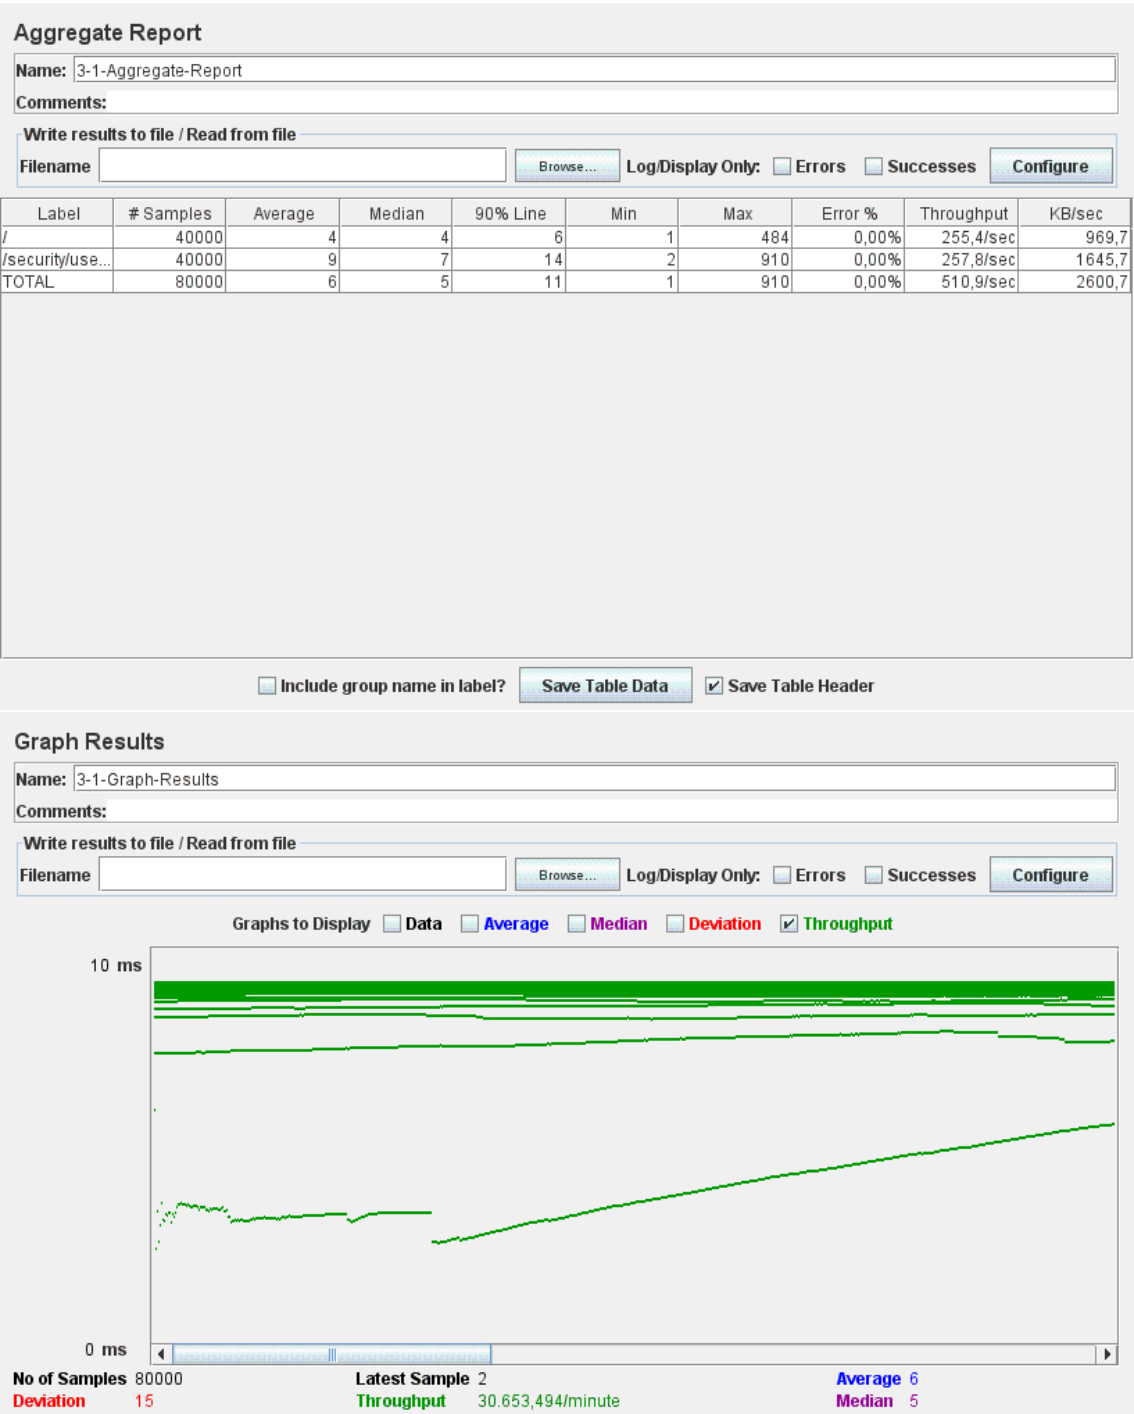 Aggregate Report
Name: 3-1-Aggregate-Report
Comments:
Write results to file / Read from file
Filename Browse... Log/Display Only: Errors Successes Configure
Label # Samples Average Median 90% Line Min Max Error % Throughput KB/sec
/ 40000 4 4 6 1 484 0,00% 255,4/sec 969,7
/security/use... 40000 9 7 14 2 910 0,00% 257,8/sec 1645,7
TOTAL 80000 6 5 11 1 910 0,00% 510,9/sec 2600,7
Include group name in label? Save Table Data Save Table Header
Graph Results
Name: 3-1-Graph-Results
Comments:
Write results to file / Read from file
Filename Browse... Log/Display Only: Errors Successes Configure
Graphs to Display Data Average Median Deviation Throughput
10 ms
0 ms
No of Samples 80000 Latest Sample 2 Average 6
Deviation 15 Throughput 30.653,494/minute Median 5